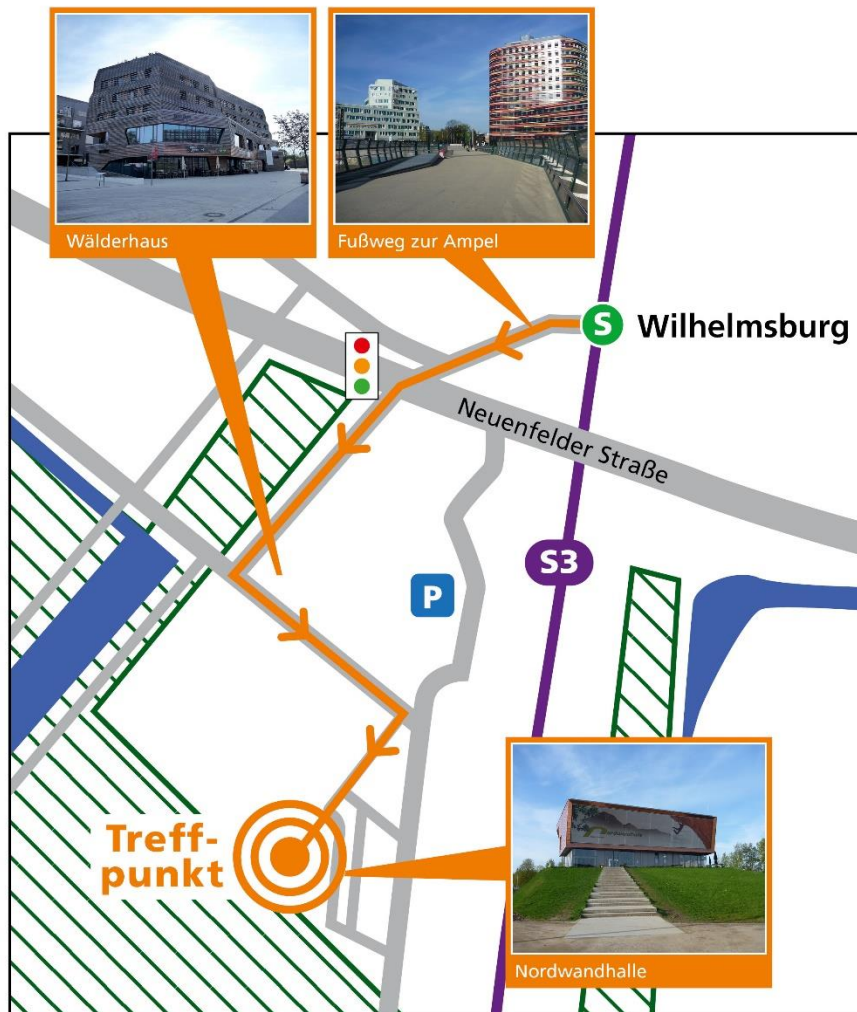 Wälderhaus
Fußweg zur Ampel
S
Wilhelmsburg
Neuenfelder Straße
S3
P
Treff-
punkt
Nordwandhalle